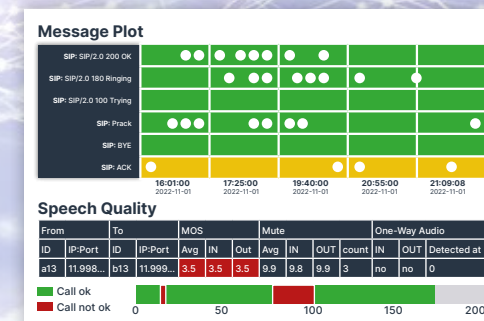 Message Plot
SIP: SIP/2.0 200 OK
SIP: SIP/2.0 180 Ringing
SIP: SIP/2.0 100 Trying
SIP: Prack
SIP: BYE
SIP: ACK
16:01:00 17:25:00 19:40:00 20:55:00 21:09:08
2022-11-01 2022-11-01 2022-11-01 2022-11-01 2022-11-01
Speech Quality
From To MOS Mute One-Way Audio
ID IP:Port ID IP:Port Avg IN Out Avg IN OUT count IN OUT Detected at
a13 11.998... b13 11.999... 3.5 3.5 3.5 9.9 9.8 9.9 3 no no 0
Call ok
Call not ok
0 50 100 150 200